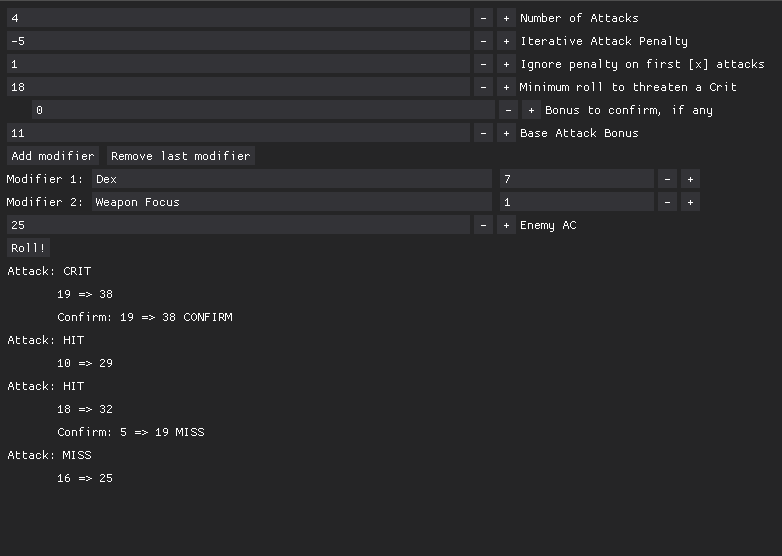 4 - + Number of Attacks
-5 - + Iterative Attack Penalty
1 - + Ignore penalty on first [x] attacks
18 - + Minimum roll to threaten a Crit
0 - + Bonus to confirm, if any
11 - + Base Attack Bonus
Add modifier Remove last modifier
Modifier 1: Dex 7 - +
Modifier 2: Weapon Focus 1 - +
25 - + Enemy AC
Roll!
Attack: CRIT
19 => 38
Confirm: 19 => 38 CONFIRM
Attack: HIT
10 => 29
Attack: HIT
18 => 32
Confirm: 5 => 19 MISS
Attack: MISS
16 => 25